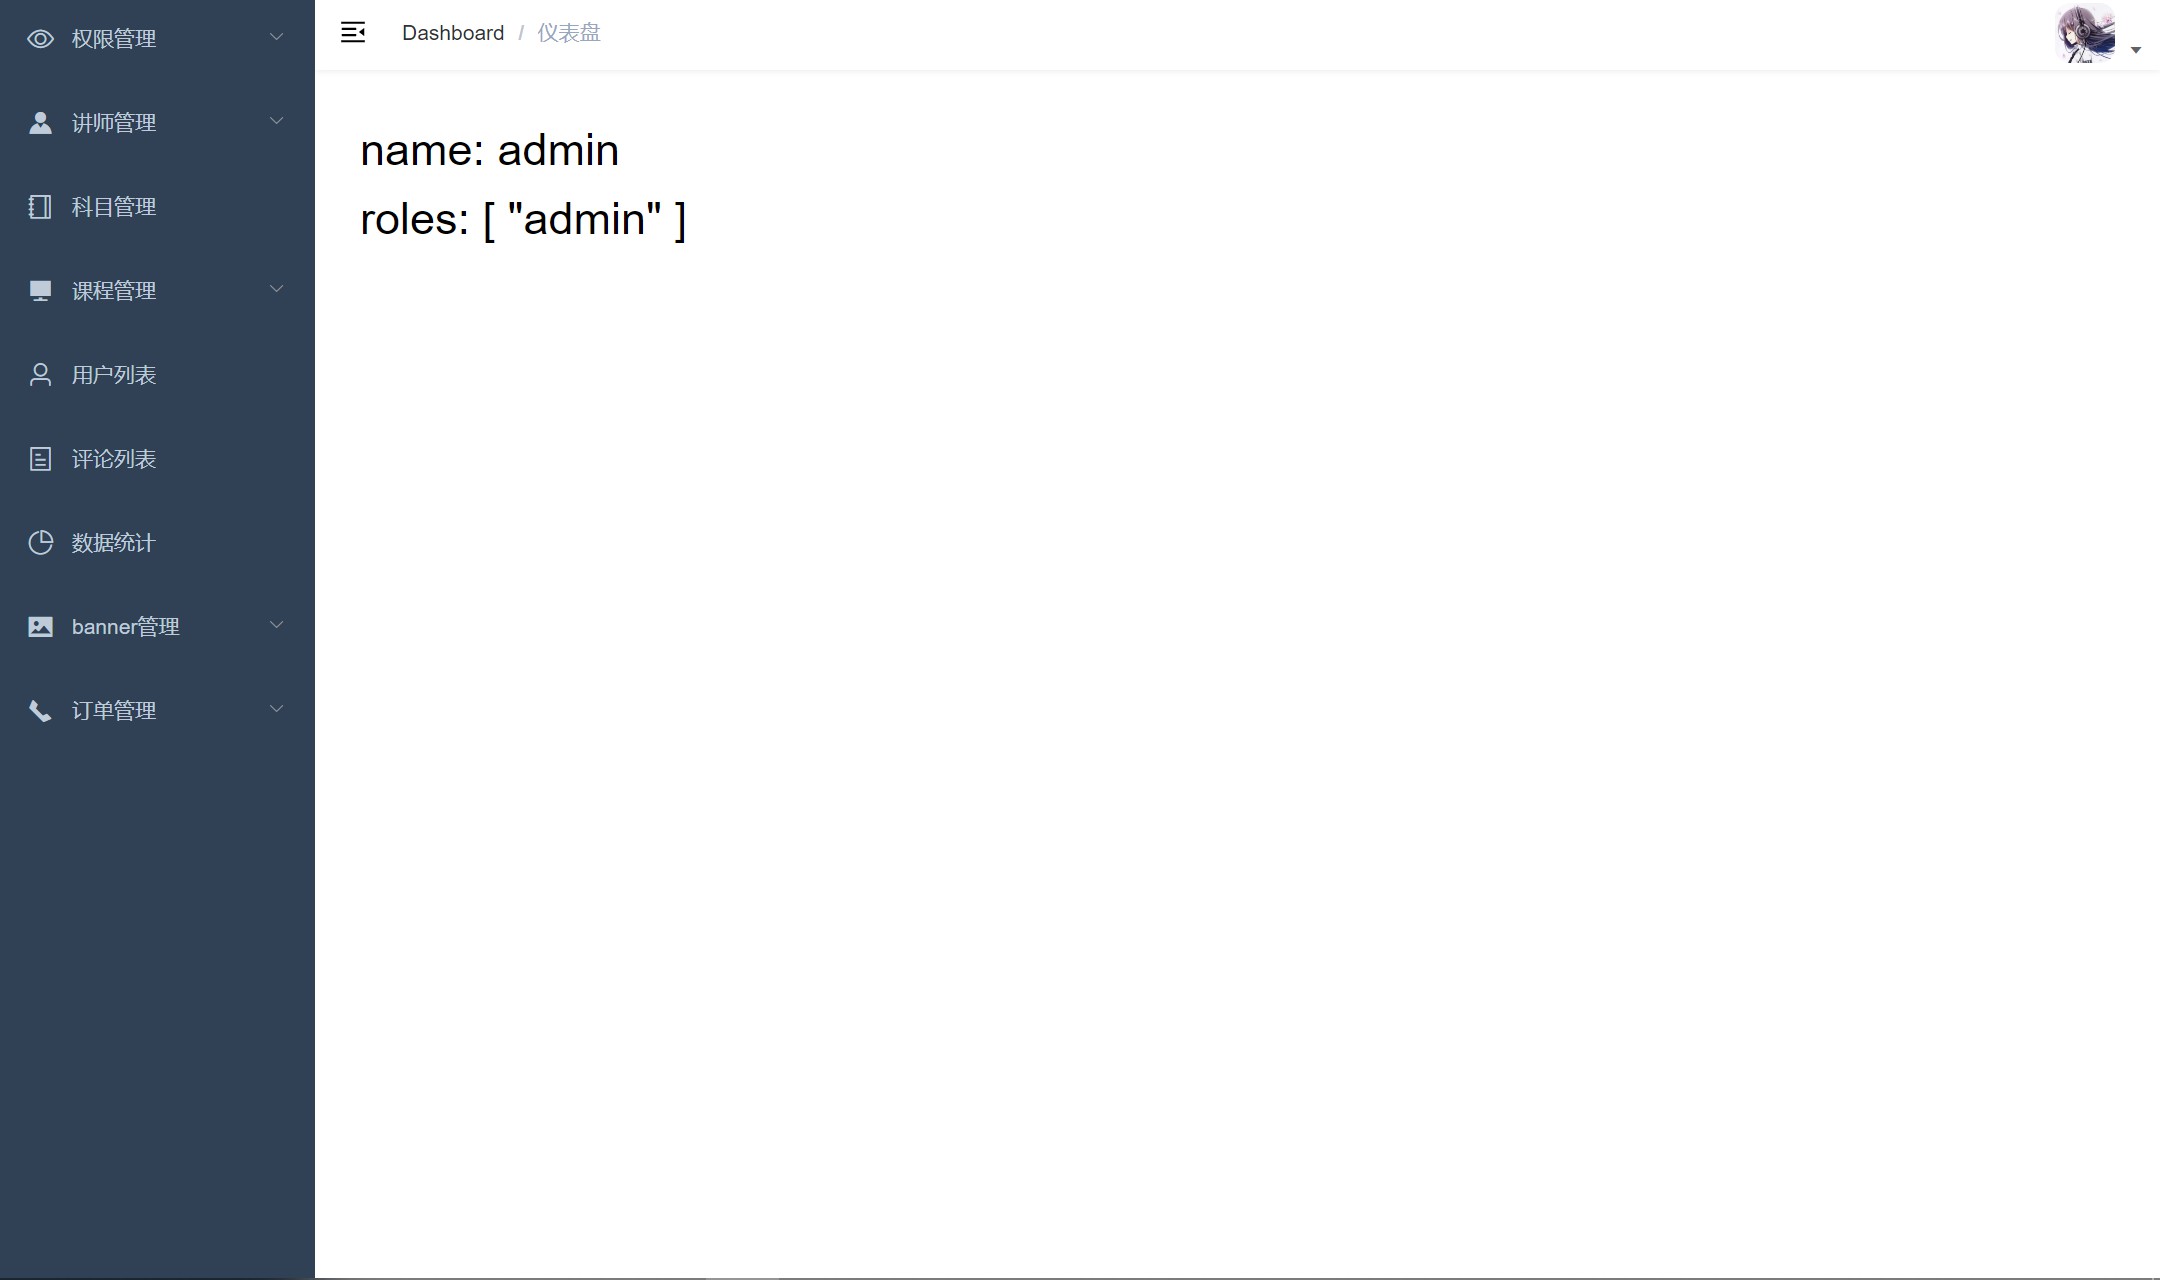 权限管理
讲师管理
科目管理
课程管理
用户列表
评论列表
数据统计
banner管理
订单管理
Dashboard / 仪表盘
name: admin
roles: [ "admin" ]